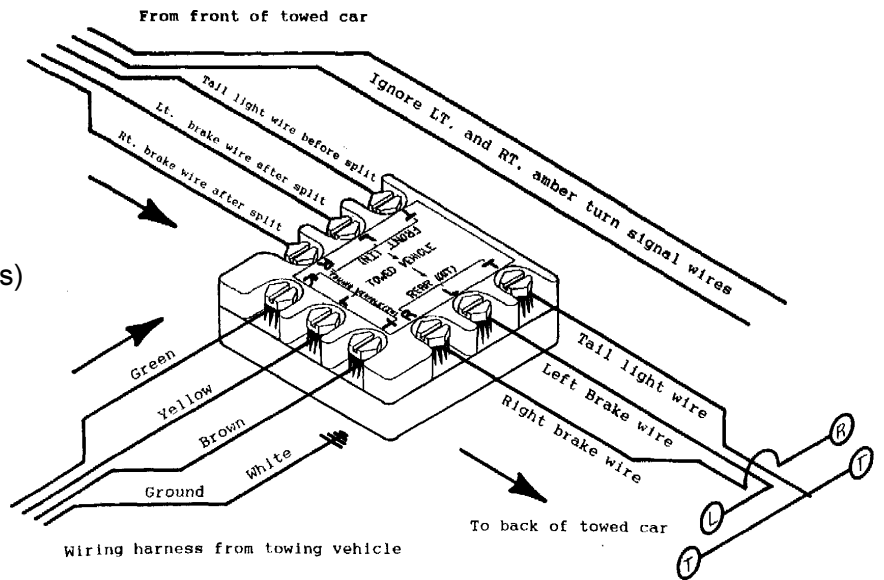 From front of towed car
Ignore LT. and RT. amber turn signal wires
Tail light wire before split
Lt. brake wire after split
Rt. brake wire after split
s)
FRONT
(IN)
TOWED VEHICLE
REAR (OUT)
R
L
T
R
L
T
R
L
T
Green
Yellow
Brown
White
Ground
Tail light wire
Left Brake wire
Right brake wire
R
T
L
T
To back of towed car
Wiring harness from towing vehicle